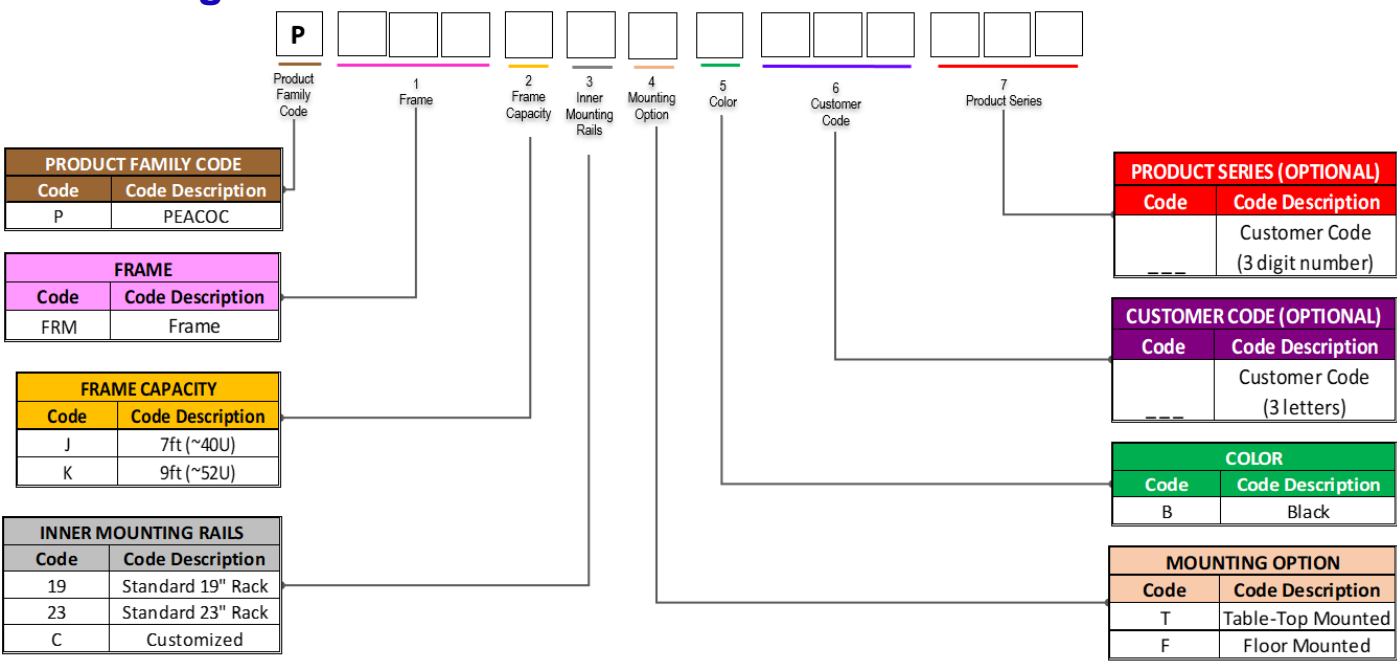 P
Product
Family
Code
1
Frame
2
Frame
Capacity
3
Inner
Mounting
Rails
4
Mounting
Option
5
Color
6
Customer
Code
7
Product Series
PRODUCT FAMILY CODE
Code Code Description
P PEACOC
FRAME
Code Code Description
FRM Frame
FRAME CAPACITY
Code Code Description
J 7ft (~40U)
K 9ft (~52U)
INNER MOUNTING RAILS
Code Code Description
19 Standard 19" Rack
23 Standard 23" Rack
C Customized
PRODUCT SERIES (OPTIONAL)
Code Code Description
Customer Code
_ _ _ (3 digit number)
CUSTOMER CODE (OPTIONAL)
Code Code Description
Customer Code
_ _ _ (3 letters)
COLOR
Code Code Description
B Black
MOUNTING OPTION
Code Code Description
T Table-Top Mounted
F Floor Mounted